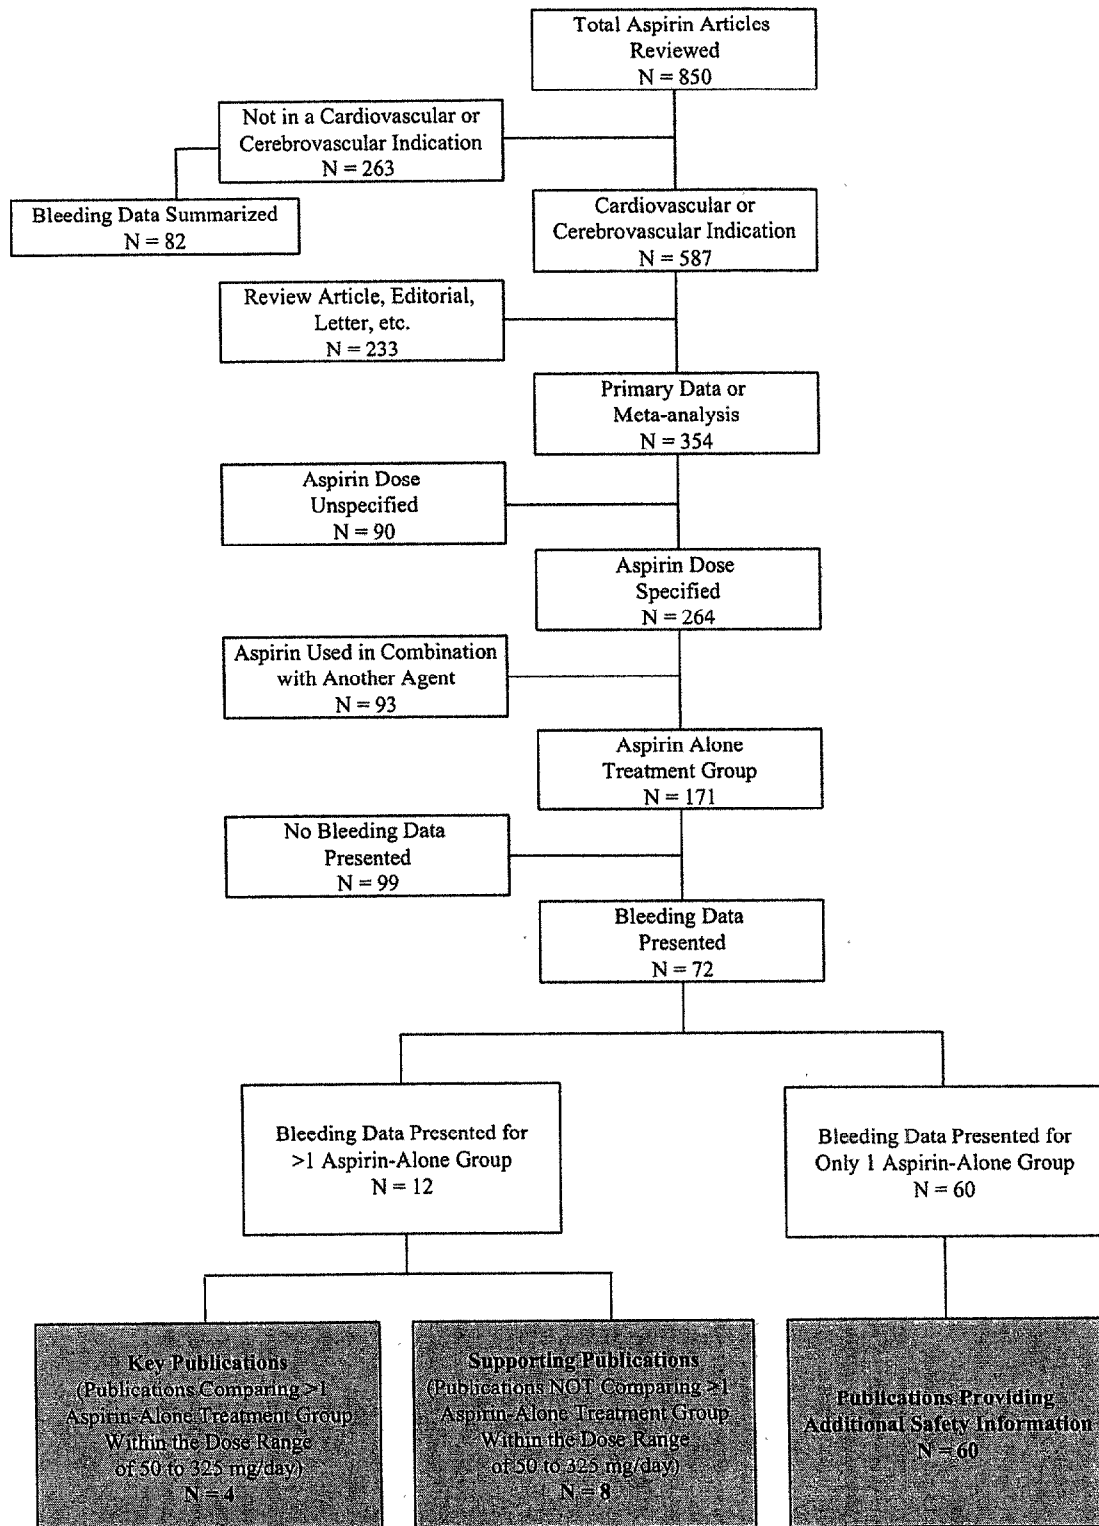 Total Aspirin Articles
Reviewed
N = 850
Not in a Cardiovascular or
Cerebrovascular Indication
N = 263
Bleeding Data Summarized
N = 82
Cardiovascular or
Cerebrovascular Indication
N = 587
Review Article, Editorial,
Letter, etc.
N = 233
Primary Data or
Meta-analysis
N = 354
Aspirin Dose
Unspecified
N = 90
Aspirin Dose
Specified
N = 264
Aspirin Used in Combination
with Another Agent
N = 93
Aspirin Alone
Treatment Group
N = 171
No Bleeding Data
Presented
N = 99
Bleeding Data
Presented
N = 72
Bleeding Data Presented for
>1 Aspirin-Alone Group
N = 12
Bleeding Data Presented for
Only 1 Aspirin-Alone Group
N = 60
Key Publications
(Publications Comparing >1
Aspirin-Alone Treatment Group
Within the Dose Range
of 50 to 325 mg/day)
N = 4
Supporting Publications
(Publications NOT Comparing >1
Aspirin-Alone Treatment Group
Within the Dose Range
of 50 to 325 mg/day)
N = 8
Publications Providing
Additional Safety Information
N = 60